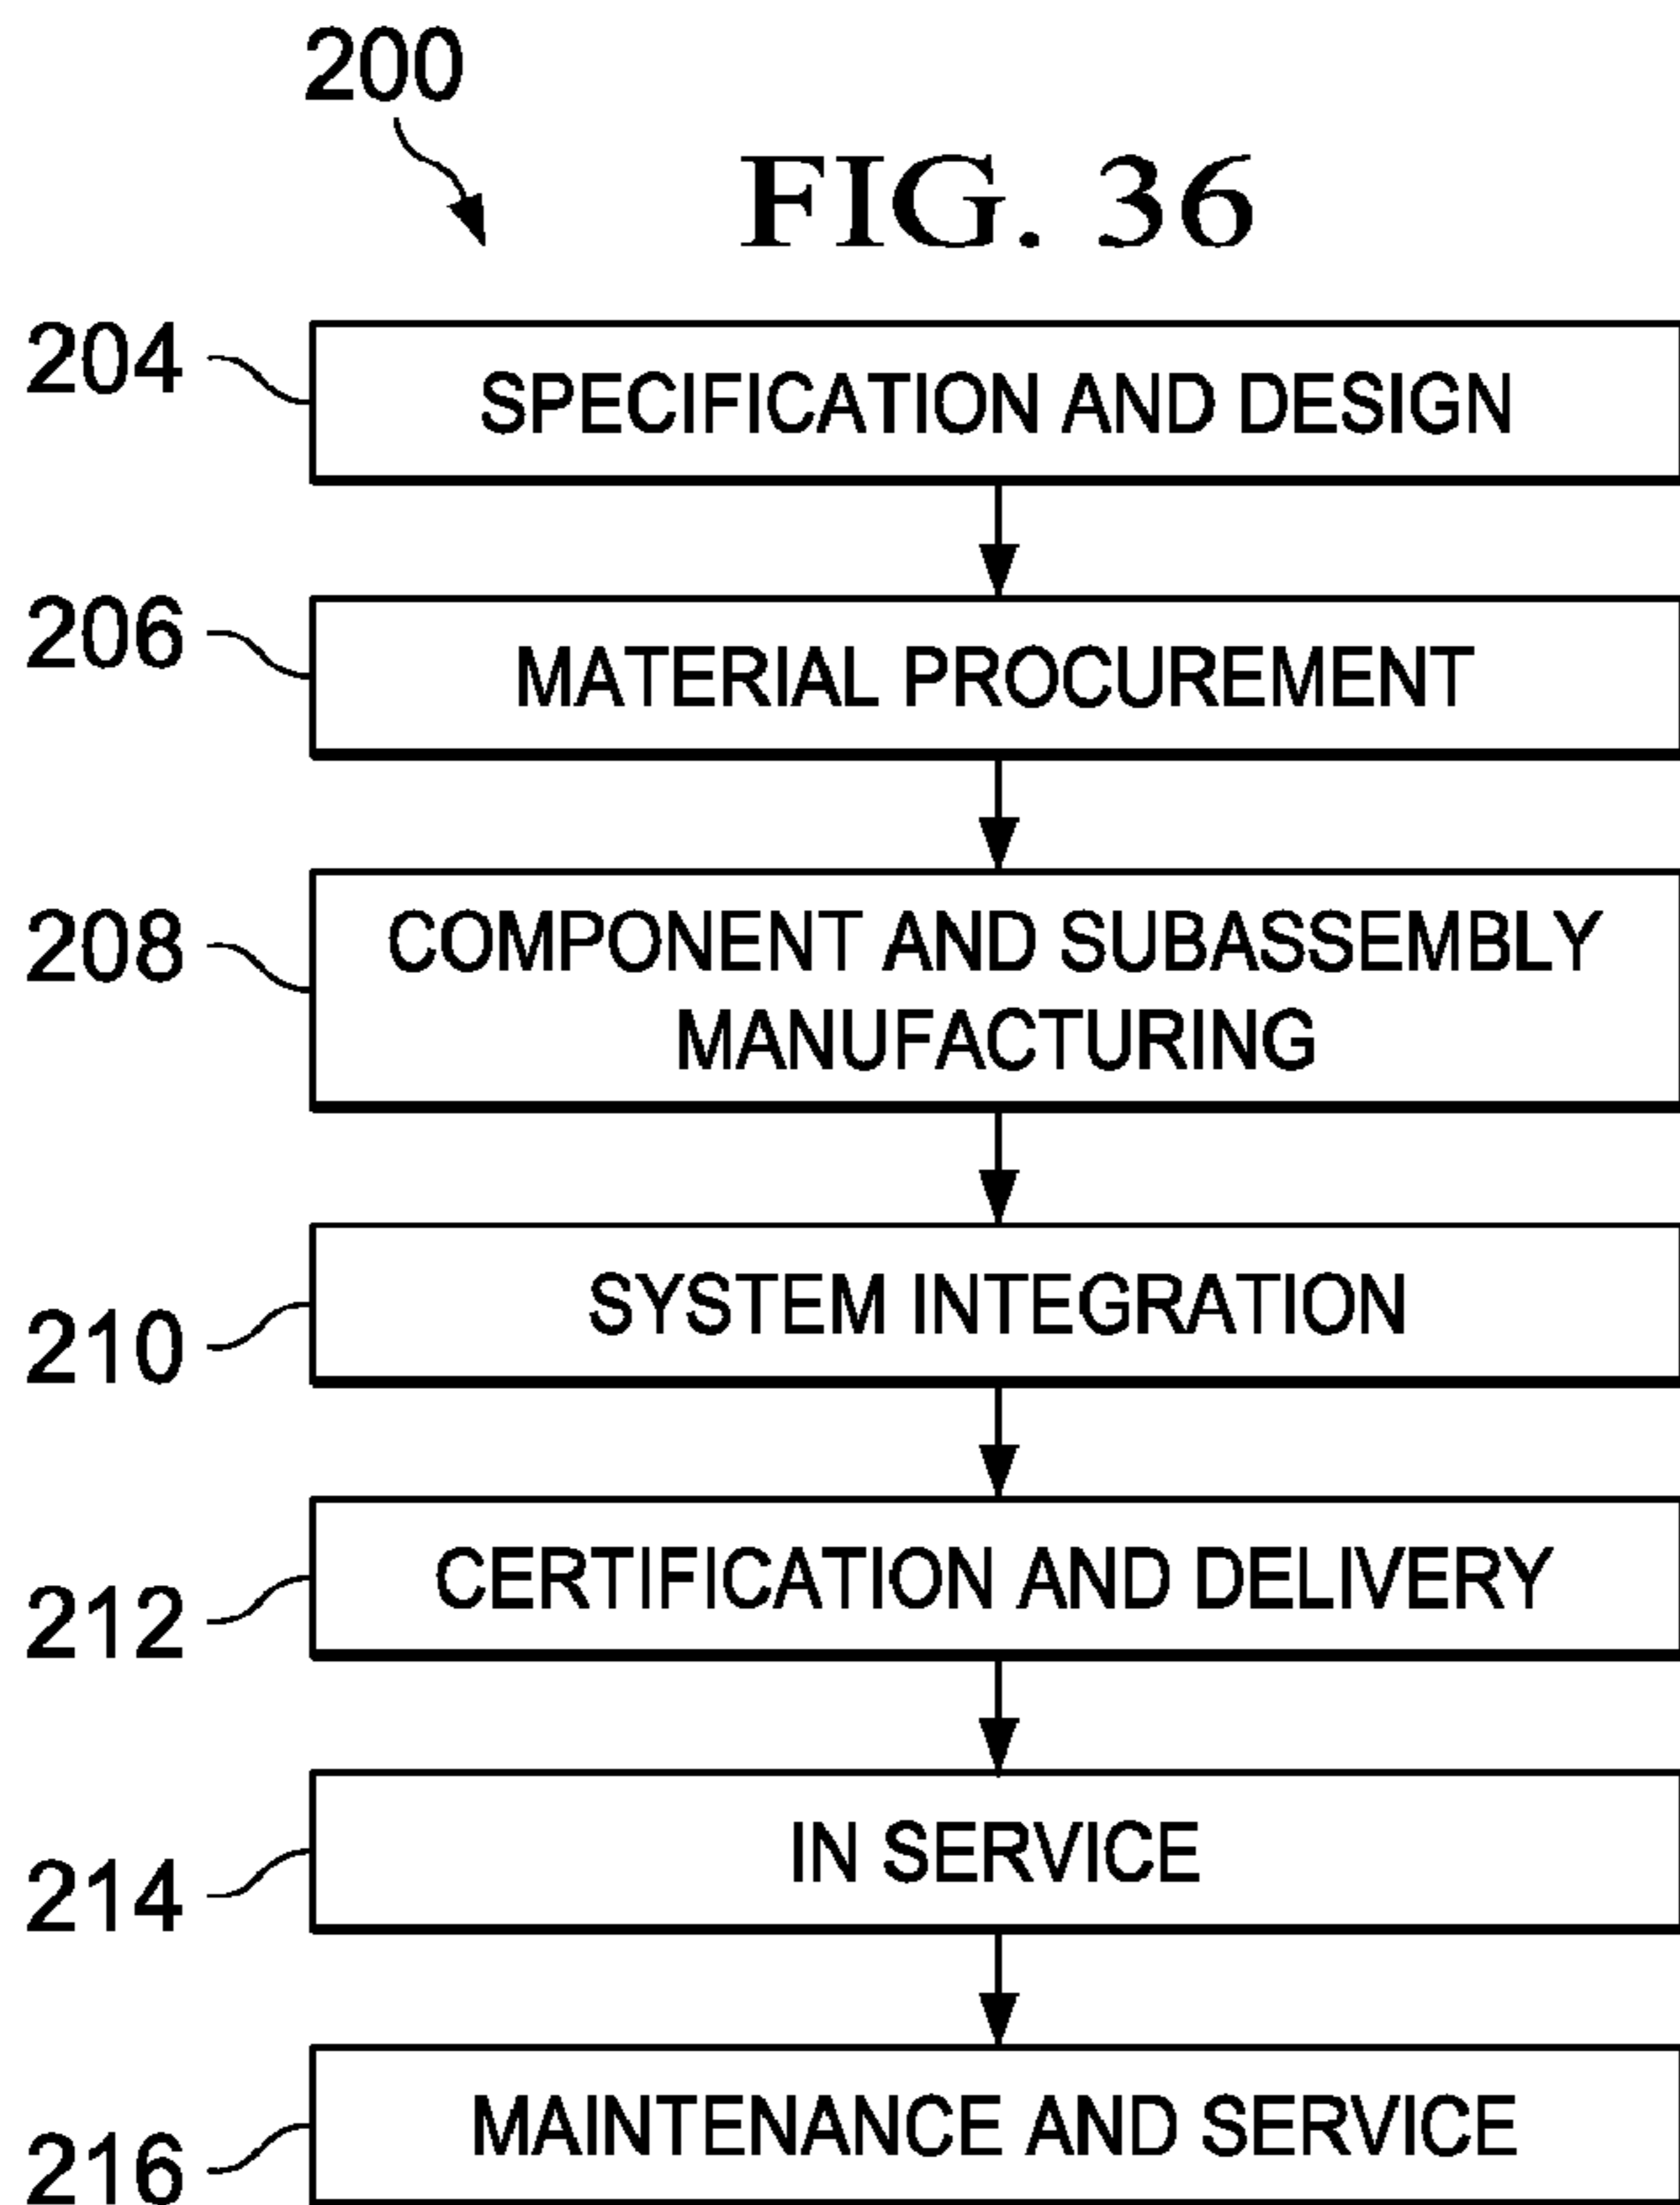 200
FIG. 36
204
SPECIFICATION AND DESIGN
206
MATERIAL PROCUREMENT
208
COMPONENT AND SUBASSEMBLY
MANUFACTURING
210
SYSTEM INTEGRATION
212
CERTIFICATION AND DELIVERY
214
IN SERVICE
216
MAINTENANCE AND SERVICE